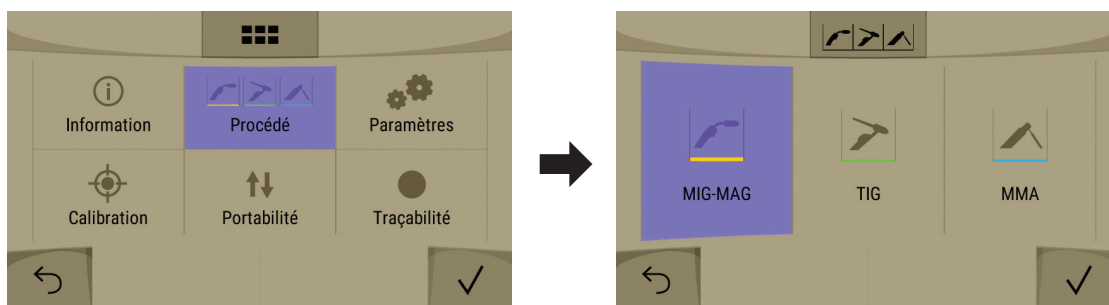 Information
Procédé
Paramètres
Calibration
Portabilité
Traçabilité
MIG-MAG
TIG
MMA